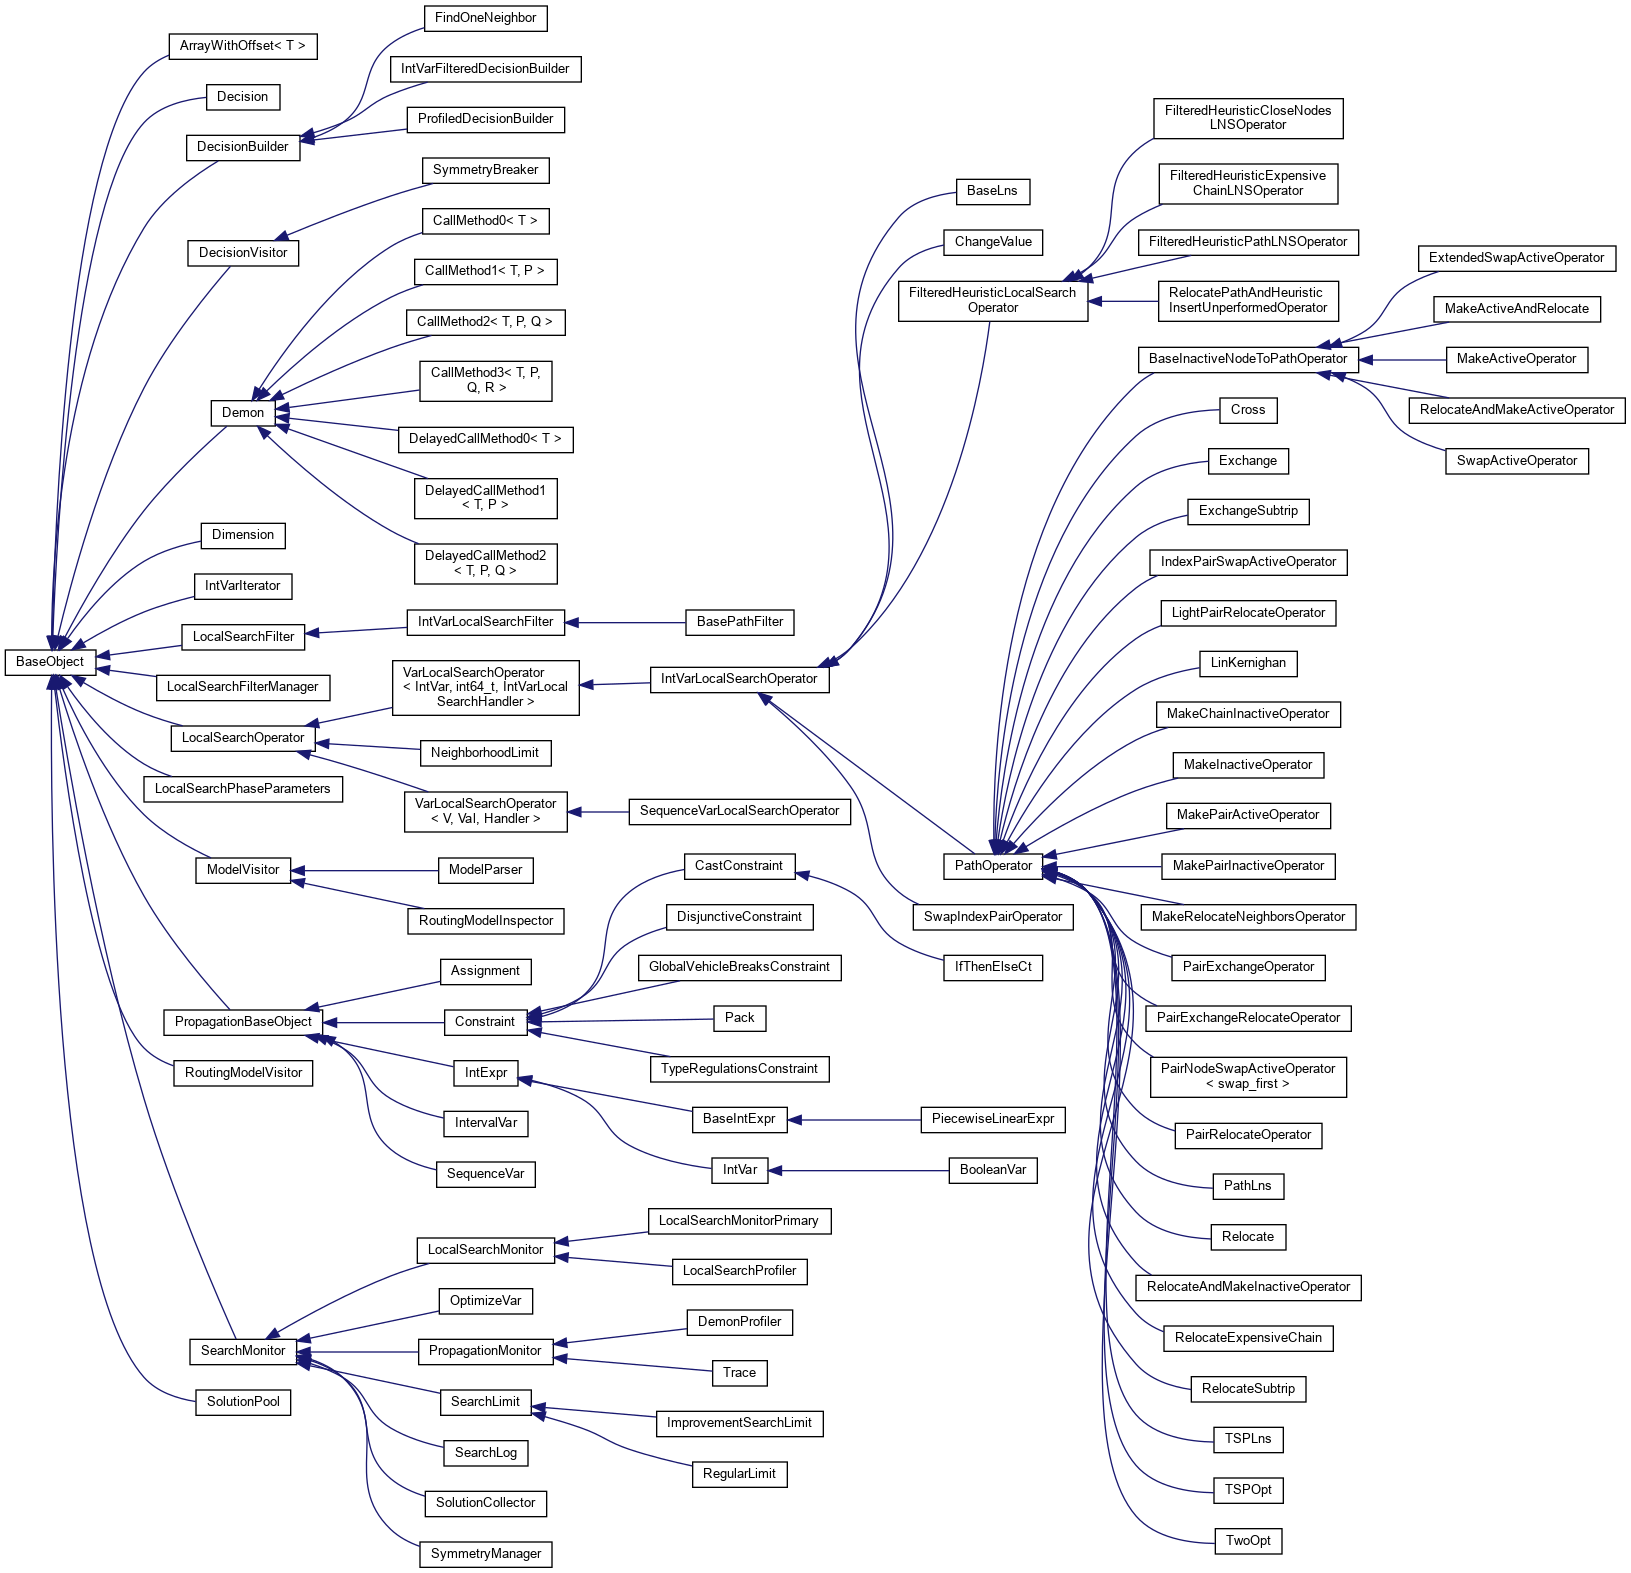 FindOneNeighbor
ArrayWithOffset< T >
IntVarFilteredDecisionBuilder
Decision
ProfiledDecisionBuilder
DecisionBuilder
SymmetryBreaker
DecisionVisitor
CallMethod0< T >
CallMethod1< T, P >
CallMethod2< T, P, Q >
CallMethod3< T, P,
Q, R >
Demon
DelayedCallMethod0< T >
DelayedCallMethod1
< T, P >
DelayedCallMethod2
< T, P, Q >
Dimension
IntVarIterator
LocalSearchFilter
IntVarLocalSearchFilter
BasePathFilter
BaseObject
LocalSearchFilterManager
VarLocalSearchOperator
< IntVar, int64_t, IntVarLocal
SearchHandler >
IntVarLocalSearchOperator
LocalSearchOperator
NeighborhoodLimit
LocalSearchPhaseParameters
VarLocalSearchOperator
< V, Val, Handler >
SequenceVarLocalSearchOperator
ModelVisitor
ModelParser
RoutingModelInspector
CastConstraint
DisjunctiveConstraint
GlobalVehicleBreaksConstraint
Assignment
PropagationBaseObject
Constraint
Pack
TypeRegulationsConstraint
RoutingModelVisitor
IntExpr
IntervalVar
BaseIntExpr
PiecewiseLinearExpr
SequenceVar
IntVar
BooleanVar
LocalSearchMonitorPrimary
LocalSearchMonitor
LocalSearchProfiler
OptimizeVar
DemonProfiler
SearchMonitor
PropagationMonitor
Trace
SolutionPool
SearchLimit
ImprovementSearchLimit
SearchLog
RegularLimit
SolutionCollector
SymmetryManager
BaseLns
ChangeValue
FilteredHeuristicLocalSearch
Operator
PathOperator
SwapIndexPairOperator
IfThenElseCt
FilteredHeuristicCloseNodes
LNSOperator
FilteredHeuristicExpensive
ChainLNSOperator
FilteredHeuristicPathLNSOperator
RelocatePathAndHeuristic
InsertUnperformedOperator
BaseInactiveNodeToPathOperator
ExtendedSwapActiveOperator
MakeActiveAndRelocate
MakeActiveOperator
RelocateAndMakeActiveOperator
SwapActiveOperator
Cross
Exchange
ExchangeSubtrip
IndexPairSwapActiveOperator
LightPairRelocateOperator
LinKernighan
MakeChainInactiveOperator
MakeInactiveOperator
MakePairActiveOperator
MakePairInactiveOperator
MakeRelocateNeighborsOperator
PairExchangeOperator
PairExchangeRelocateOperator
PairNodeSwapActiveOperator
< swap_first >
PairRelocateOperator
PathLns
Relocate
RelocateAndMakeInactiveOperator
RelocateExpensiveChain
RelocateSubtrip
TSPLns
TSPOpt
TwoOpt